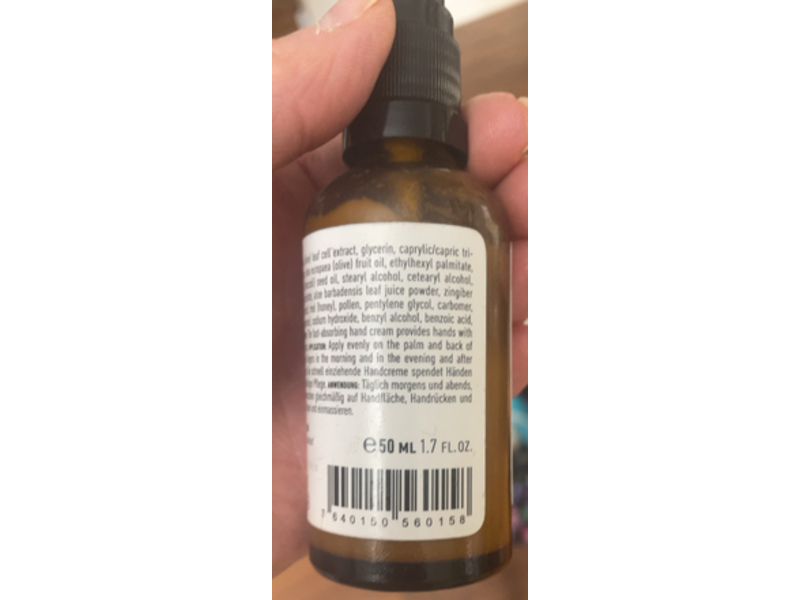 leaf cell extract, glycerin, caprylic/capric tri-
europaea (olive) fruit oil, ethylhexyl palmitate,
seed oil, stearyl alcohol, cetearyl alcohol,
aloe barbadensis leaf juice powder, zingiber
mel (honey), pollen, pentylene glycol, carbomer,
sodium hydroxide, benzyl alcohol, benzoic acid,
fast-absorbing hand cream provides hands with
APPLICATION: Apply evenly on the palm and back of
in the morning and in the evening and after
schnell einziehende Handcreme spendet Händen
Pflege. ANWENDUNG: Täglich morgens und abends,
gleichmäßig auf Handfläche, Handrücken und
einmassieren.
℮50 ML 1.7 FL.OZ.
7 640150 560158